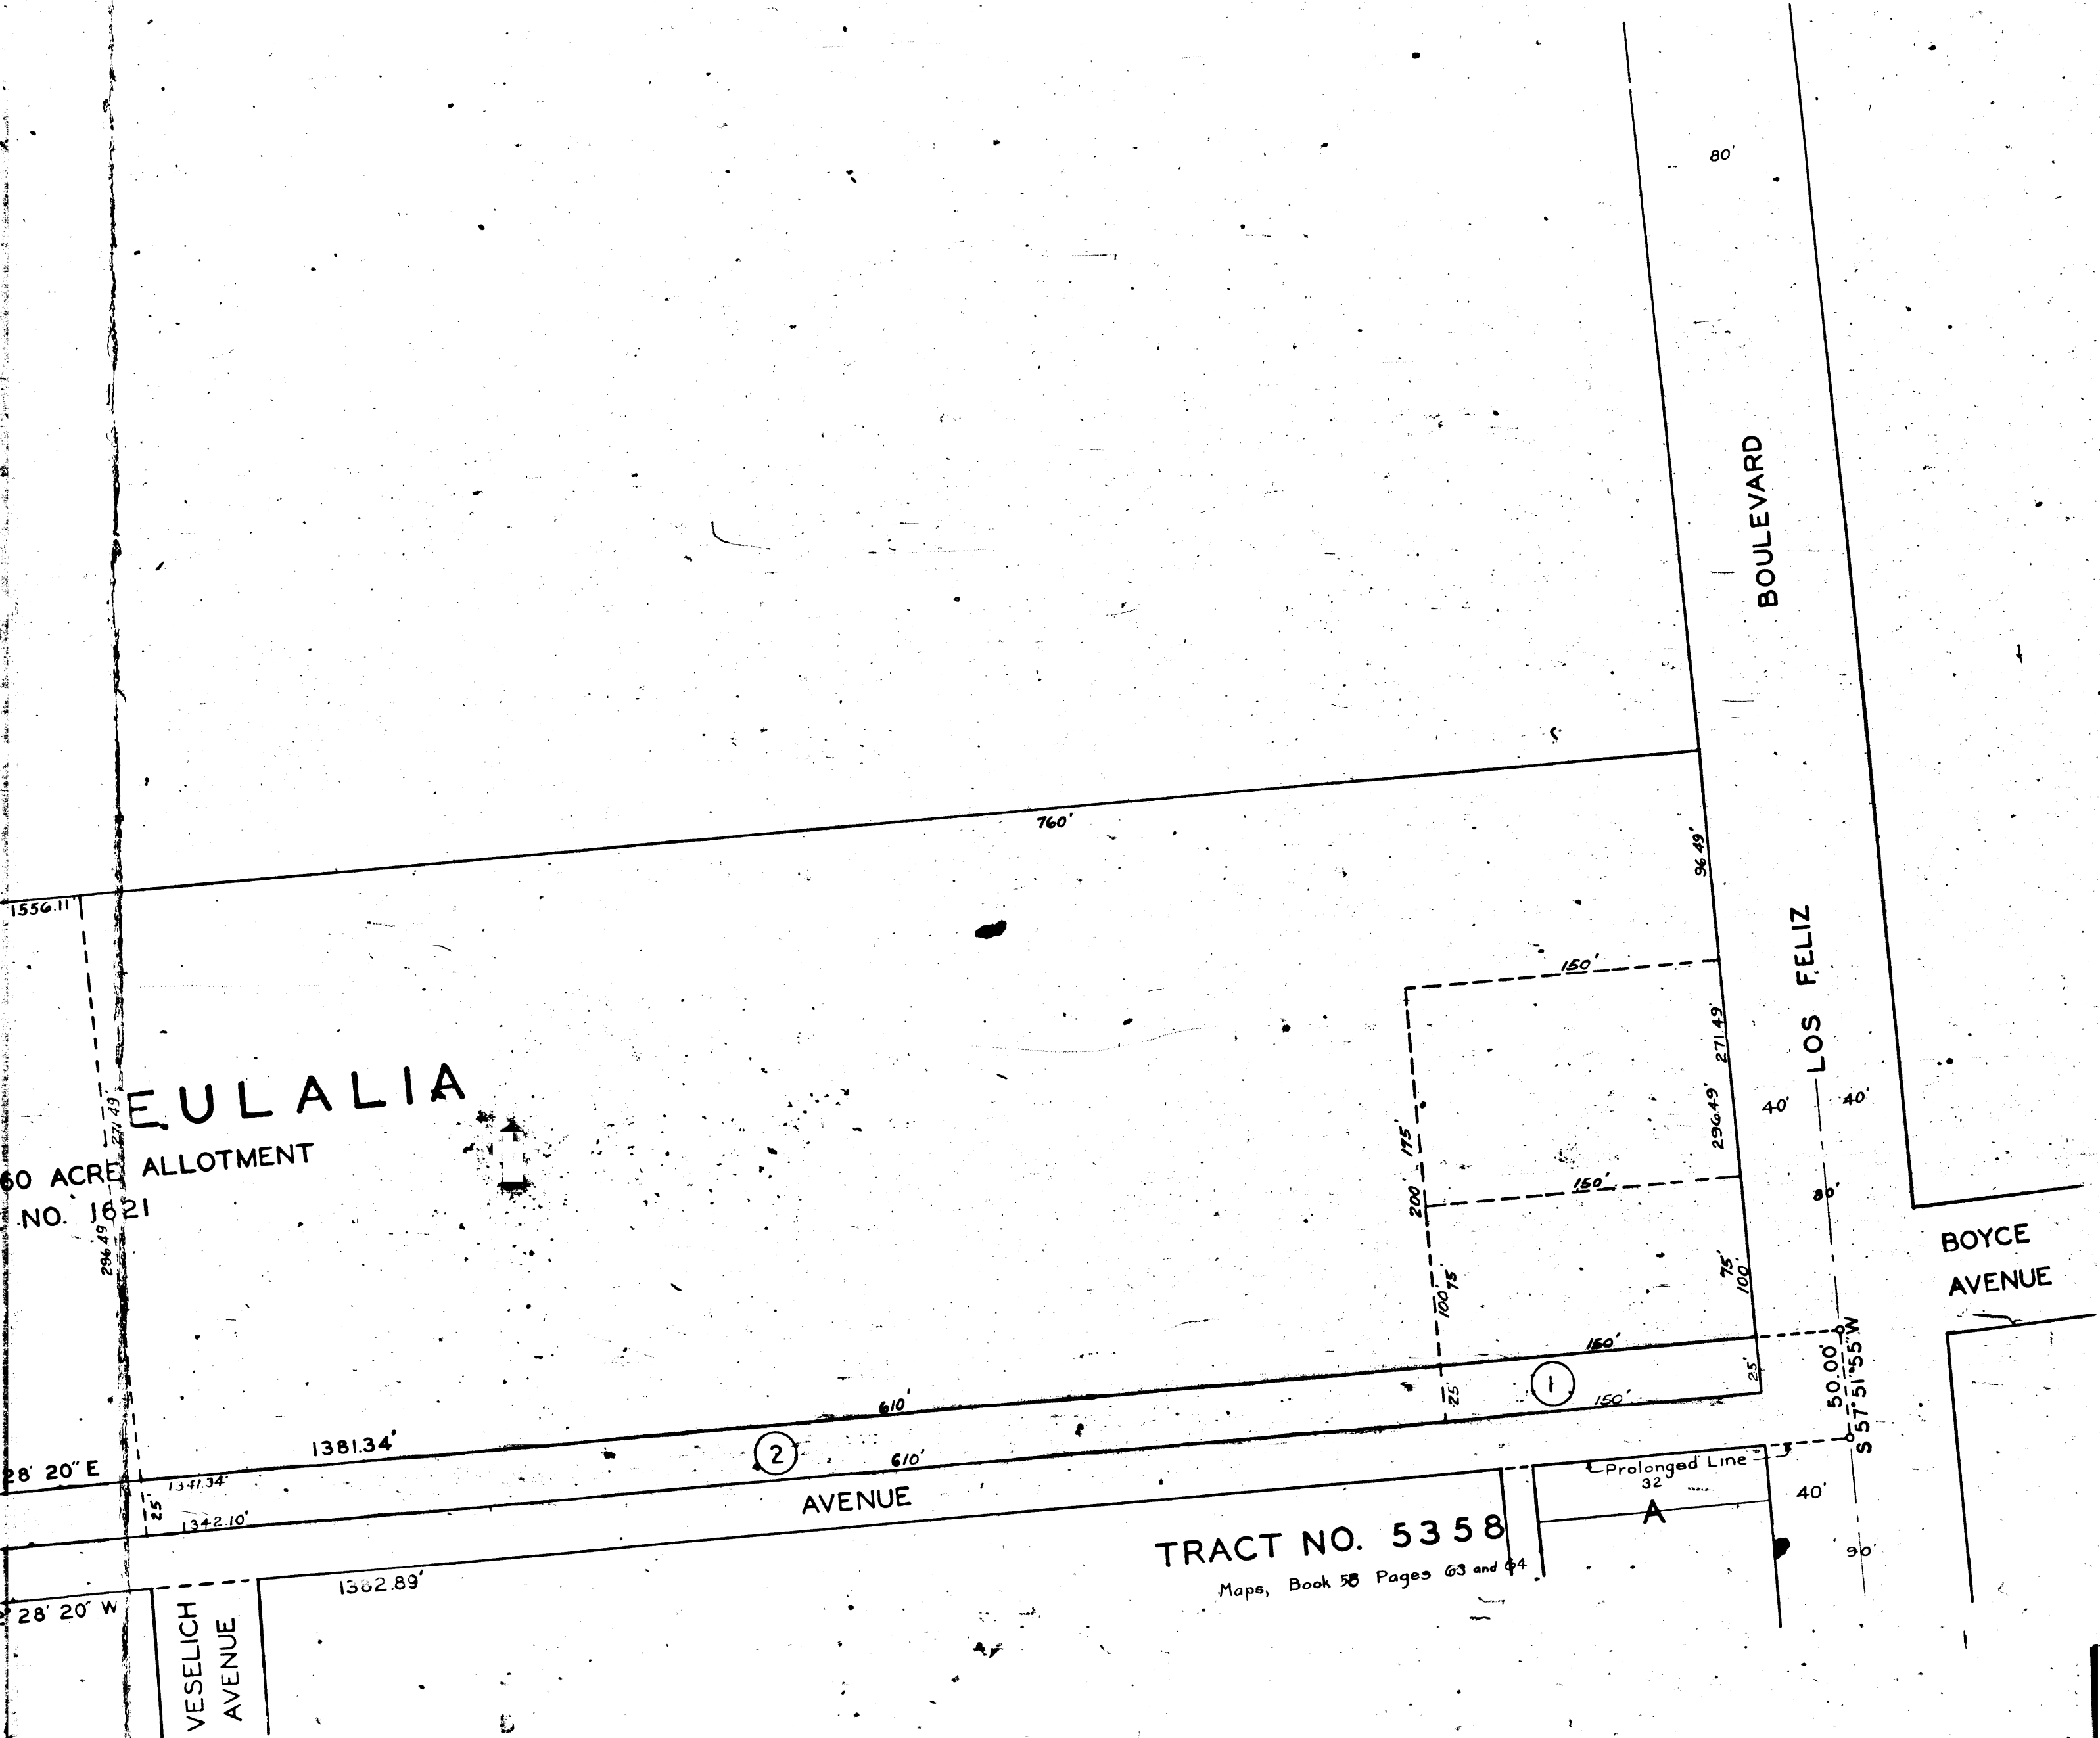 80'
BOULEVARD
760'
96.49'
1556.11'
150'
LOS FELIZ
271.49'
296.49'
40'
40'
EULALIA
271.49'
60 ACRE ALLOTMENT
NO. 1621
296.49
175'
200'
150'
80'
75'
100'
100'
75'
BOYCE
AVENUE
150'
25'
50.00'
S 57° 51' 55" W
1
25'
150'
610'
1381.34'
2
610'
28' 20" E
1341.34'
25'
1342.10'
AVENUE
Prolonged Line
32
A
40'
90'
TRACT NO. 5358
Maps, Book 58 Pages 63 and 64
1382.89'
28' 20" W
VESELICH
AVENUE